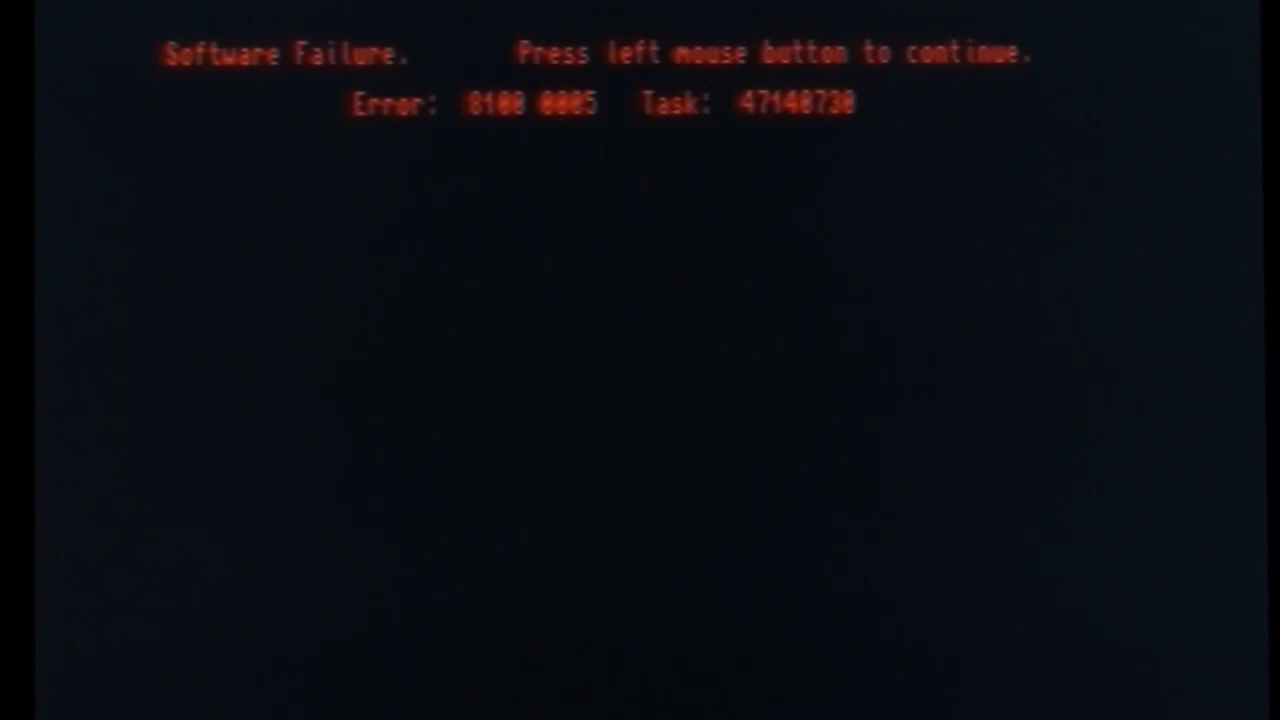 Software Failure. Press left mouse button to continue.
Error: 8100 0005 Task: 47140730